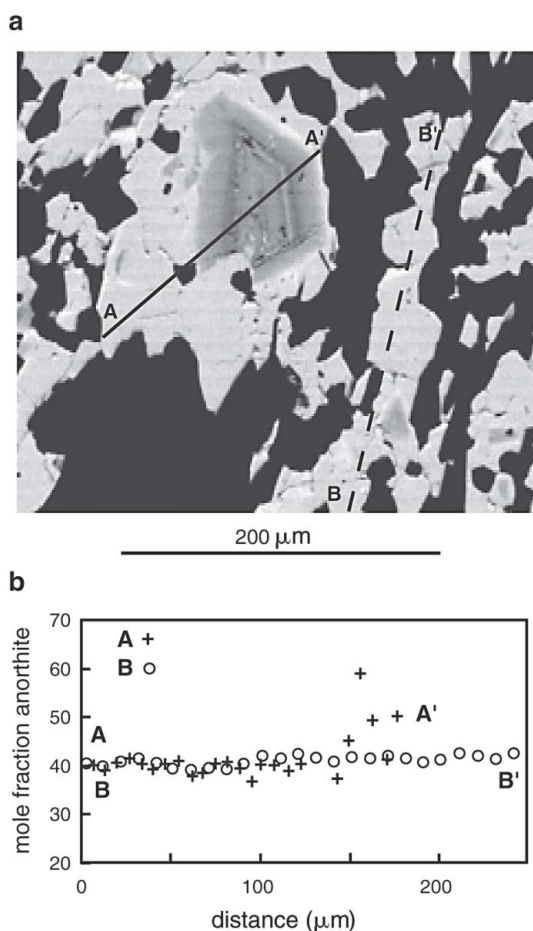 a
A'
B'
A
B
200 μm
b
70
60
50
40
30
20
mole fraction anorthite
A +
B ○
A
B
A'
B'
0
100
200
distance (μm)